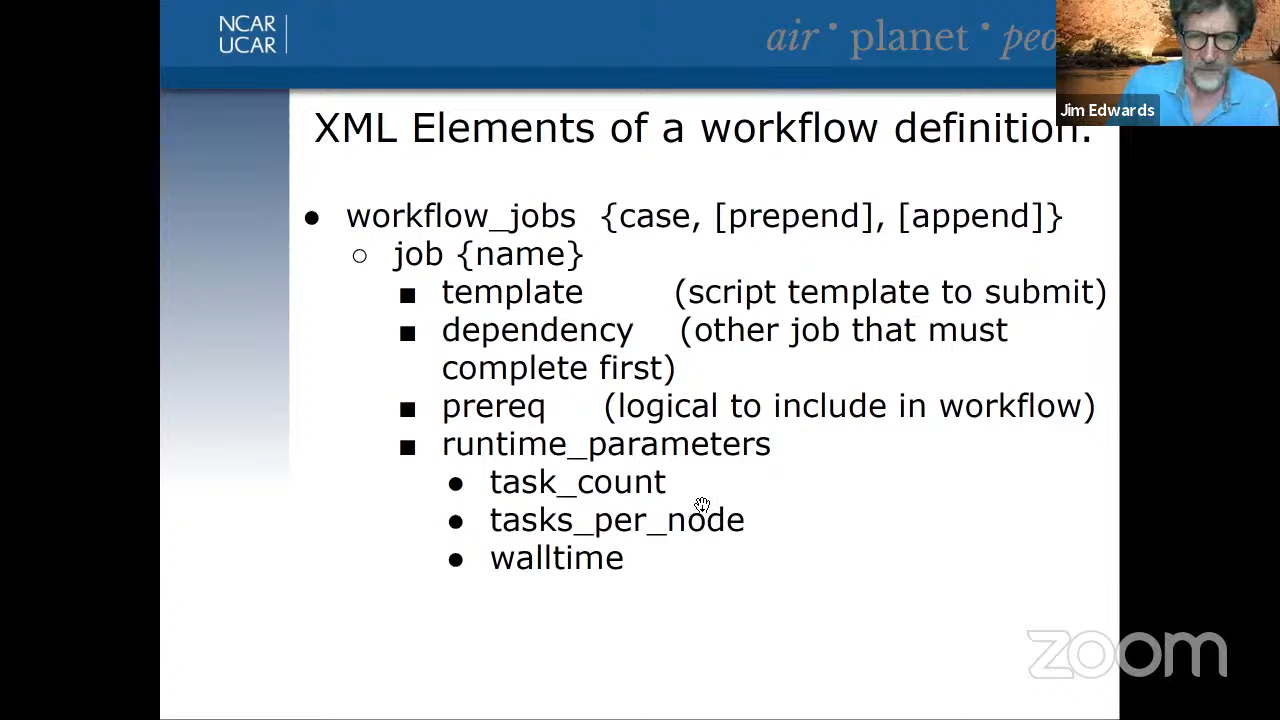 NCAR
UCAR
air • planet • peo
Jim Edwards
XML Elements of a workflow definition.
● workflow_jobs {case, [prepend], [append]}
○ job {name}
■ template (script template to submit)
■ dependency (other job that must
complete first)
■ prereq (logical to include in workflow)
■ runtime_parameters
● task_count
● tasks_per_node
● walltime
zoom